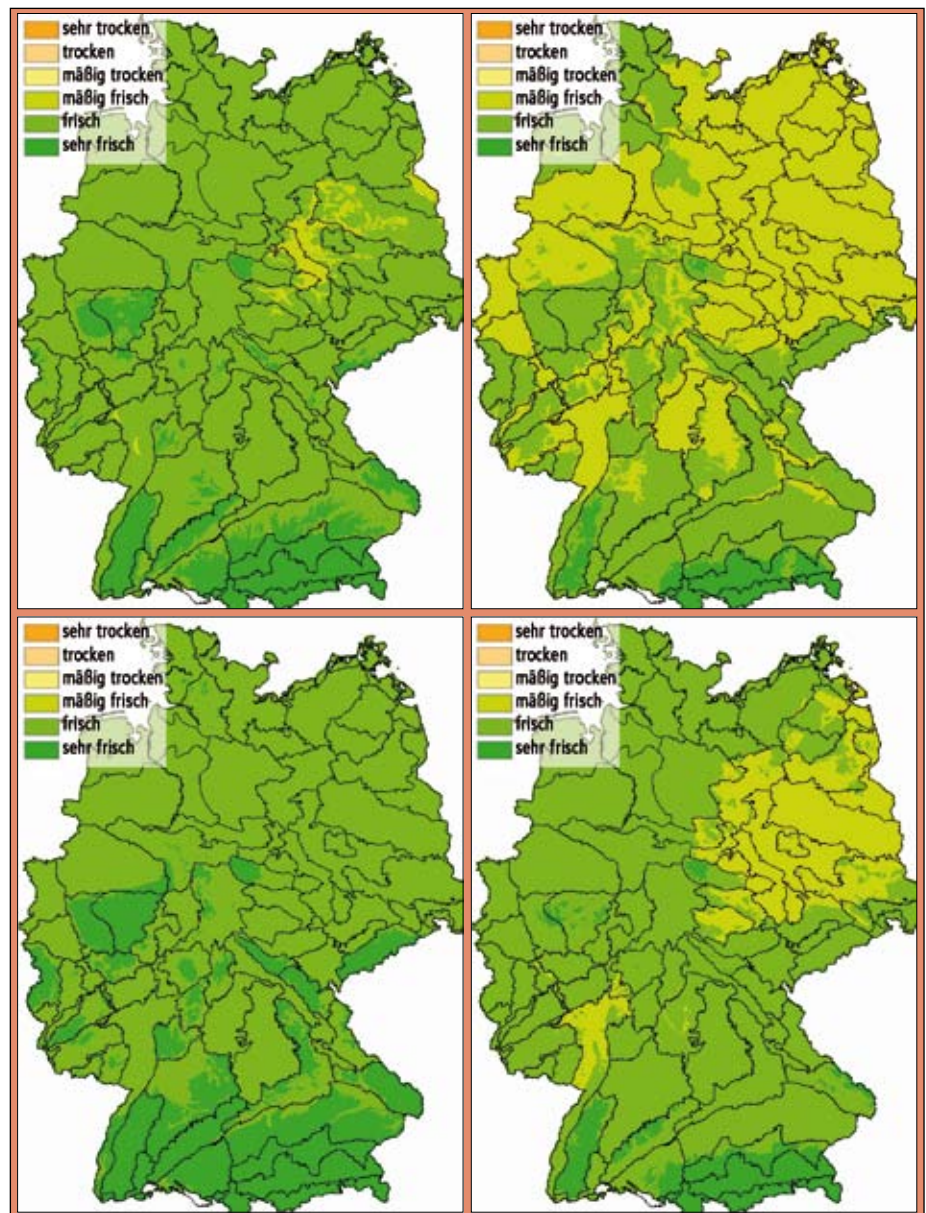 sehr trocken
trocken
mäßig trocken
mäßig frisch
frisch
sehr frisch
sehr trocken
trocken
mäßig trocken
mäßig frisch
frisch
sehr frisch
sehr trocken
trocken
mäßig trocken
mäßig frisch
frisch
sehr frisch
sehr trocken
trocken
mäßig trocken
mäßig frisch
frisch
sehr frisch